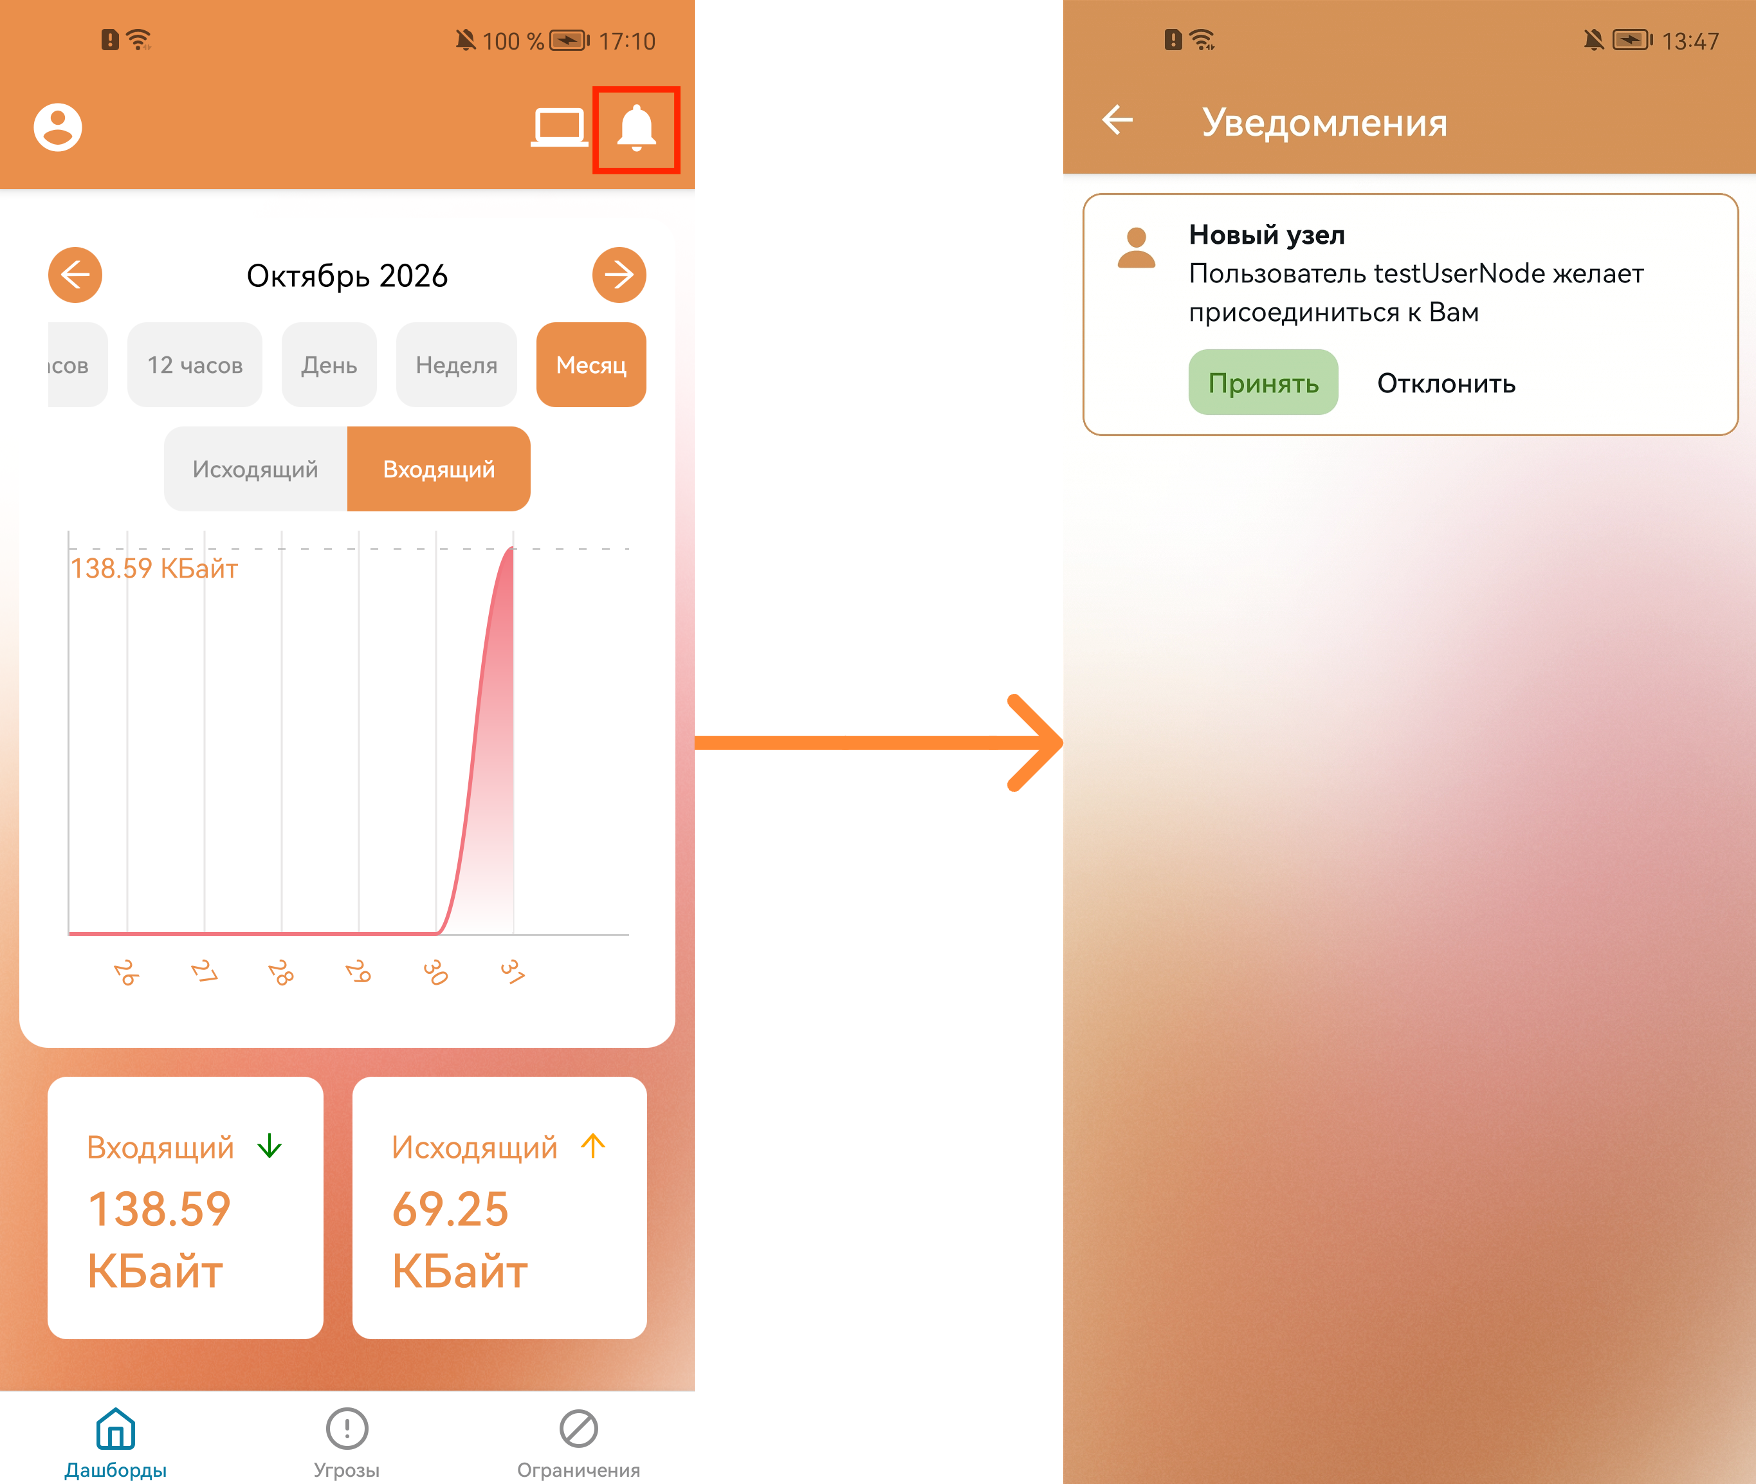 100 %
17:10
Октябрь 2026
асов
12 часов
День
Неделя
Месяц
Исходящий
Входящий
138.59 КБайт
26
27
28
29
30
31
Входящий
138.59
КБайт
Исходящий
69.25
КБайт
Дашборды
Угрозы
Ограничения
13:47
Уведомления
Новый узел
Пользователь testUserNode желает
присоединиться к Вам
Принять
Отклонить